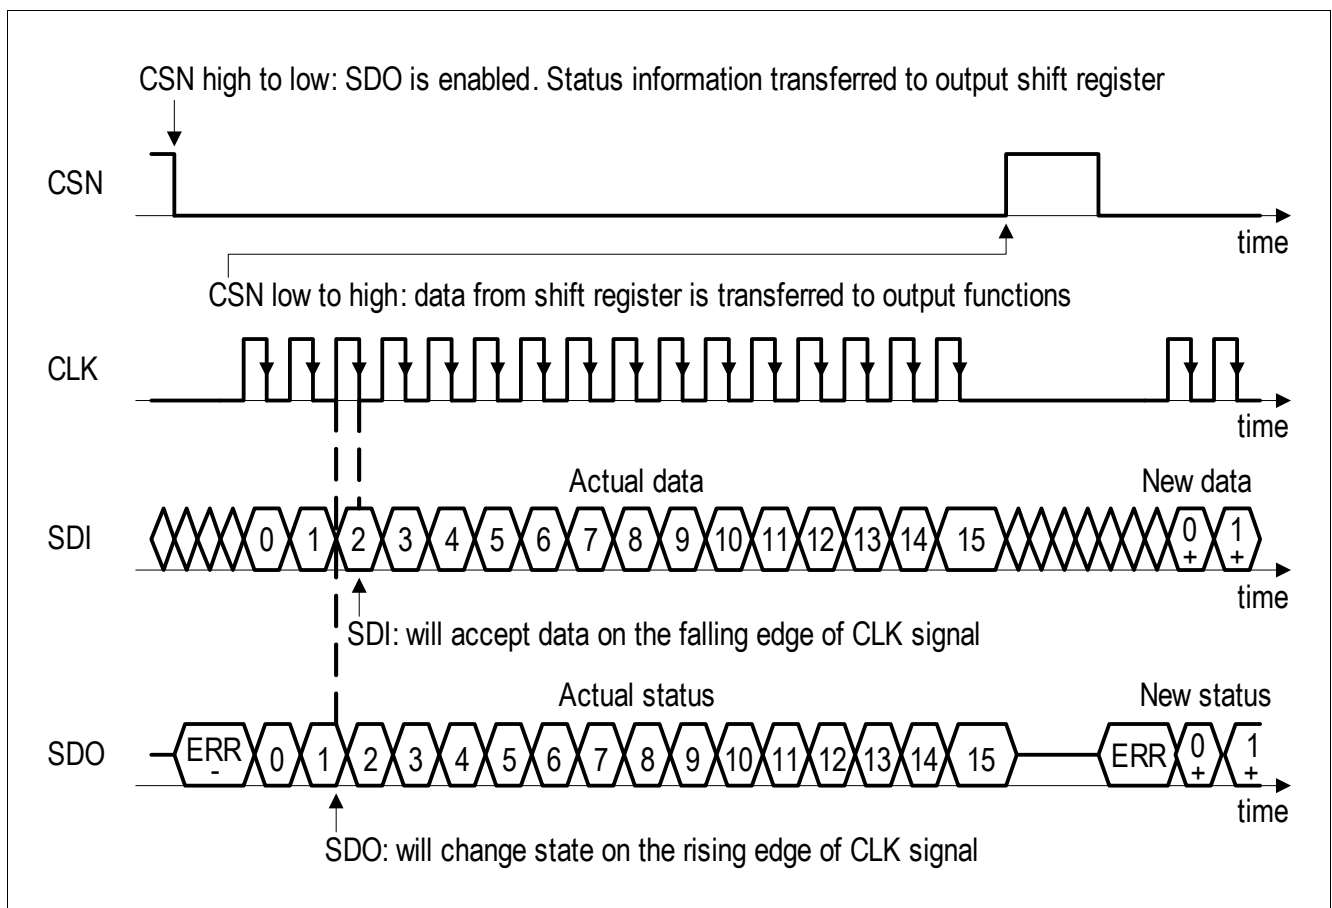 CSN high to low: SDO is enabled. Status information transferred to output shift register
CSN
time
CSN low to high: data from shift register is transferred to output functions
CLK
time
Actual data
New data
SDI
0 1 2 3 4 5 6 7 8 9 10 11 12 13 14 15 0 1
+ +
time
SDI: will accept data on the falling edge of CLK signal
Actual status
New status
SDO
ERR 0 1 2 3 4 5 6 7 8 9 10 11 12 13 14 15 ERR 0 1
- + +
time
SDO: will change state on the rising edge of CLK signal